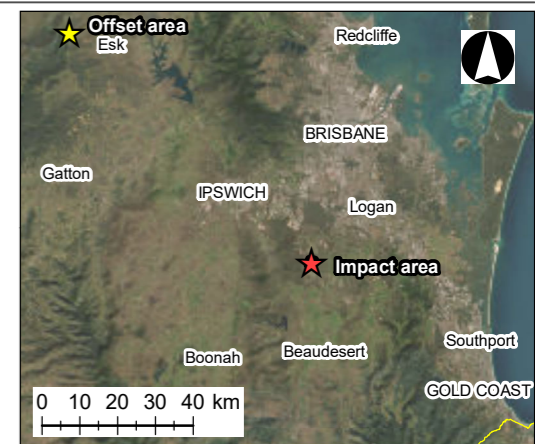 Offset area
Esk
Redcliffe
BRISBANE
Gatton
IPSWICH
Logan
Impact area
Southport
Boonah
Beaudesert
GOLD COAST
0 10 20 30 40 km